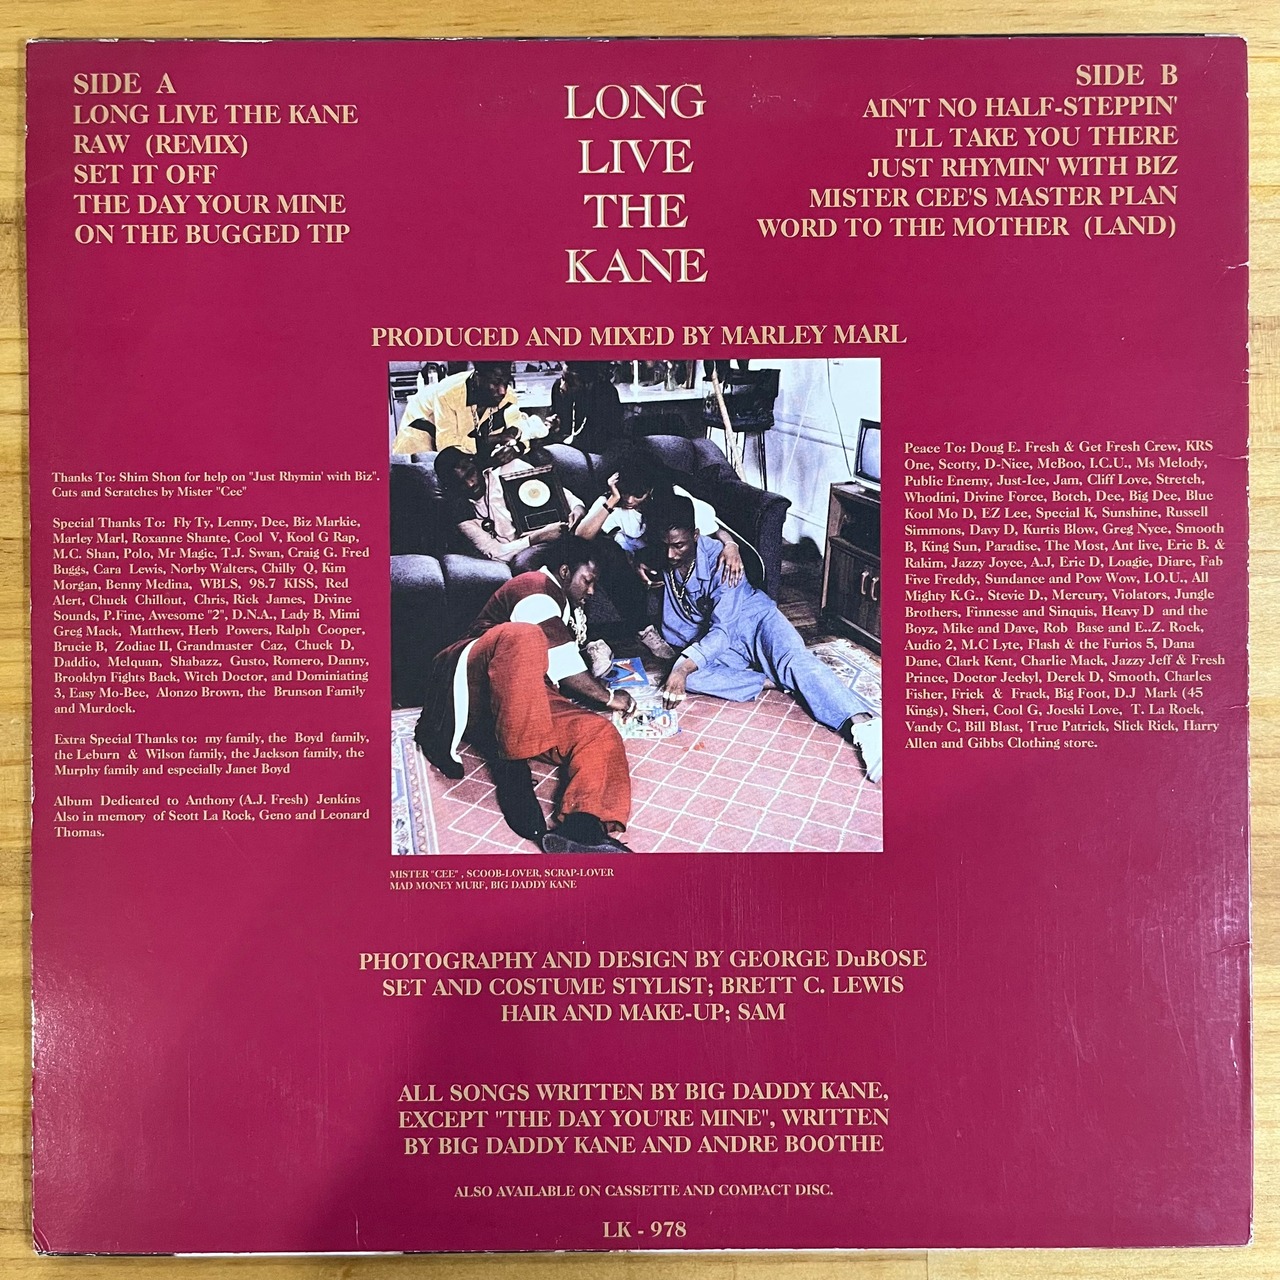 SIDE A
LONG LIVE THE KANE
RAW (REMIX)
SET IT OFF
THE DAY YOUR MINE
ON THE BUGGED TIP
LONG
LIVE
THE
KANE
SIDE B
AIN'T NO HALF-STEPPIN'
I'LL TAKE YOU THERE
JUST RHYMIN' WITH BIZ
MISTER CEE'S MASTER PLAN
WORD TO THE MOTHER (LAND)
PRODUCED AND MIXED BY MARLEY MARL
Thanks To: Shim Shon for help on "Just Rhymin' with Biz".
Cuts and Scratches by Mister "Cee"
Special Thanks To: Fly Ty, Lenny, Dee, Biz Markie,
Marley Marl, Roxanne Shante, Cool V, Kool G Rap,
M.C. Shan, Polo, Mr Magic, T.J. Swan, Craig G. Fred
Buggs, Cara Lewis, Norby Walters, Chilly Q, Kim
Morgan, Benny Medina, WBLS, 98.7 KISS, Red
Alert, Chuck Chillout, Chris, Rick James, Divine
Sounds, P.Fine, Awesome "2", D.N.A., Lady B, Mimi
Greg Mack, Matthew, Herb Powers, Ralph Cooper,
Brucie B, Zodiac II, Grandmaster Caz, Chuck D,
Daddio, Melquan, Shabazz, Gusto, Romero, Danny,
Brooklyn Fights Back, Witch Doctor, and Dominiating
3, Easy Mo-Bee, Alonzo Brown, the Brunson Family
and Murdock.
Extra Special Thanks to: my family, the Boyd family,
the Leburn & Wilson family, the Jackson family, the
Murphy family and especially Janet Boyd
Album Dedicated to Anthony (A.J. Fresh) Jenkins
Also in memory of Scott La Rock, Geno and Leonard
Thomas.
Peace To: Doug E. Fresh & Get Fresh Crew, KRS
One, Scotty, D-Nice, McBoo, I.C.U., Ms Melody,
Public Enemy, Just-Ice, Jam, Cliff Love, Stretch,
Whodini, Divine Force, Botch, Dee, Big Dee, Blue
Kool Mo D, EZ Lee, Special K, Sunshine, Russell
Simmons, Davy D, Kurtis Blow, Greg Nyce, Smooth
B, King Sun, Paradise, The Most, Ant live, Eric B. &
Rakim, Jazzy Joyce, A.J, Eric D, Loagie, Diare, Fab
Five Freddy, Sundance and Pow Wow, I.O.U., All
Mighty K.G., Stevie D., Mercury, Violators, Jungle
Brothers, Finnesse and Sinquis, Heavy D and the
Boyz, Mike and Dave, Rob Base and E..Z. Rock,
Audio 2, M.C Lyte, Flash & the Furios 5, Dana
Dane, Clark Kent, Charlie Mack, Jazzy Jeff & Fresh
Prince, Doctor Jeckyl, Derek D, Smooth, Charles
Fisher, Frick & Frack, Big Foot, D.J Mark (45
Kings), Sheri, Cool G, Joeski Love, T. La Rock,
Vandy C, Bill Blast, True Patrick, Slick Rick, Harry
Allen and Gibbs Clothing store.
MISTER "CEE" , SCOOB-LOVER, SCRAP-LOVER
MAD MONEY MURF, BIG DADDY KANE
PHOTOGRAPHY AND DESIGN BY GEORGE DuBOSE
SET AND COSTUME STYLIST; BRETT C. LEWIS
HAIR AND MAKE-UP; SAM
ALL SONGS WRITTEN BY BIG DADDY KANE,
EXCEPT "THE DAY YOU'RE MINE", WRITTEN
BY BIG DADDY KANE AND ANDRE BOOTHE
ALSO AVAILABLE ON CASSETTE AND COMPACT DISC.
LK - 978